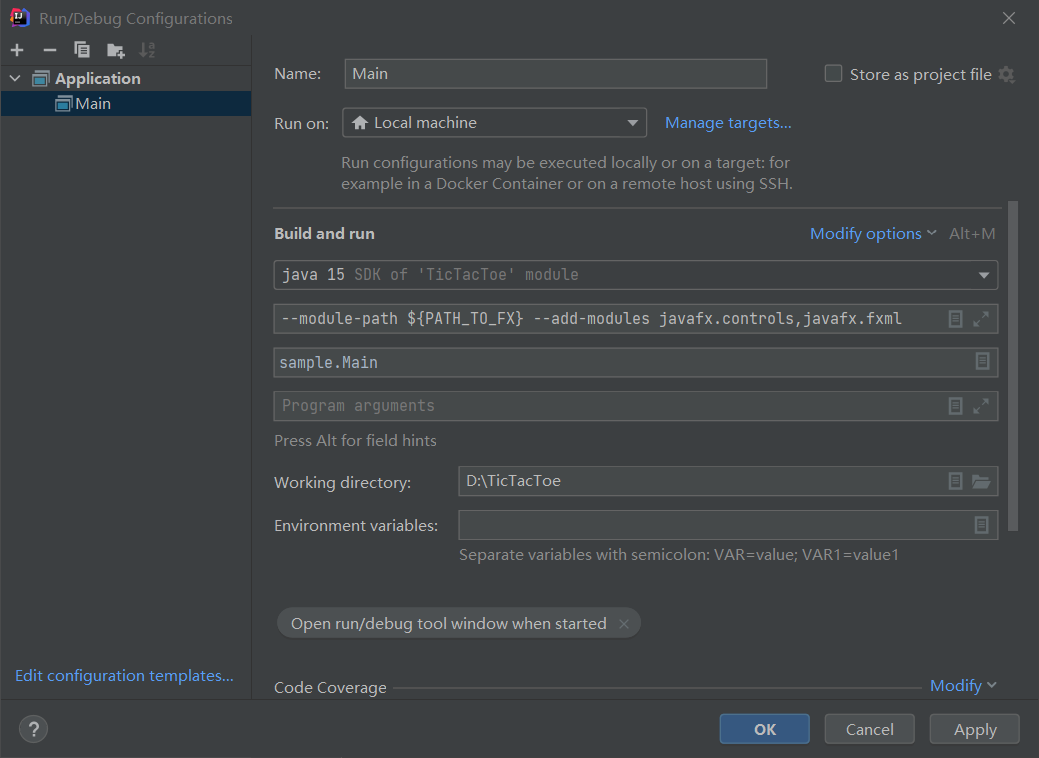 Run/Debug Configurations
Application
Main
Edit configuration templates...
Name: Main Store as project file
Run on: Local machine Manage targets...
Run configurations may be executed locally or on a target: for
example in a Docker Container or on a remote host using SSH.
Build and run Modify options Alt+M
java 15 SDK of 'TicTacToe' module
--module-path ${PATH_TO_FX} --add-modules javafx.controls,javafx.fxml
sample.Main
Program arguments
Press Alt for field hints
Working directory: D:\TicTacToe
Environment variables:
Separate variables with semicolon: VAR=value; VAR1=value1
Open run/debug tool window when started
Code Coverage Modify
? OK Cancel Apply